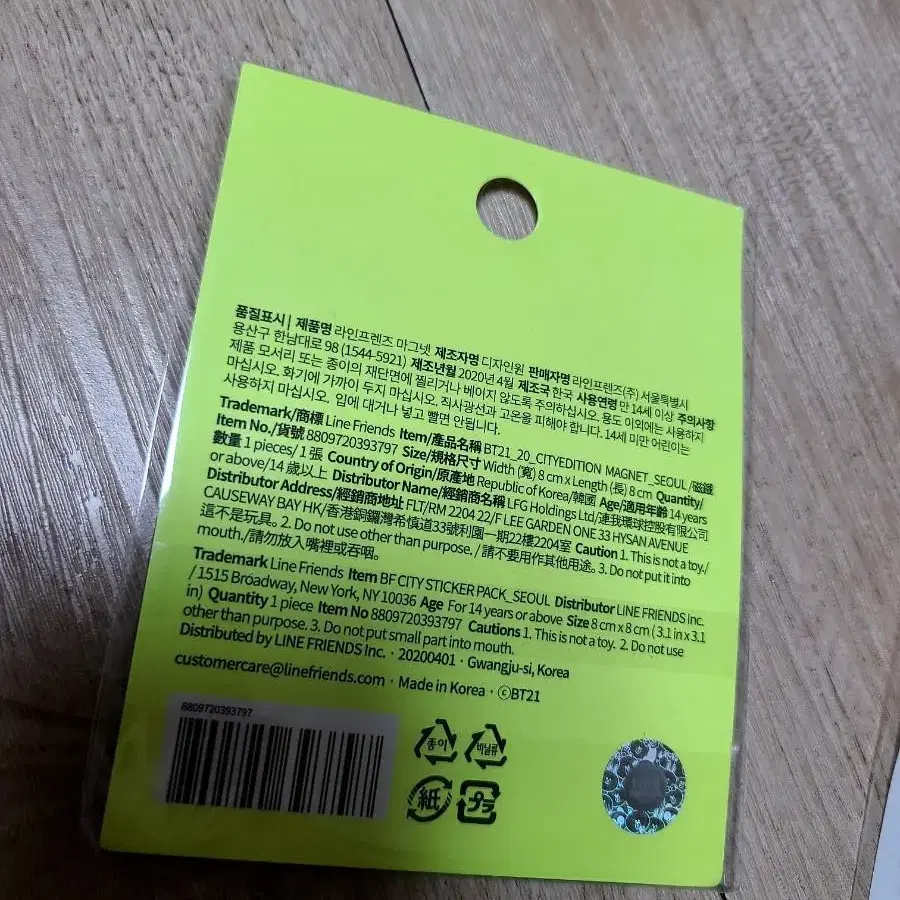 품질표시 | 제품명 라인프렌즈 마그넷 제조자명 디자인원 판매자명 라인프렌즈(주) 서울특별시
용산구 한남대로 98 (1544-5921) 제조년월 2020년 4월 제조국 한국 사용연령 만 14세 이상 주의사항
제품 모서리 또는 종이의 재단면에 찔리거나 베이지 않도록 주의하십시오. 용도 이외에는 사용하지
마십시오. 화기에 가까이 두지 마십시오. 직사광선과 고온을 피해야 합니다. 14세 미만 어린이는
사용하지 마십시오. 입에 대거나 넣고 빨면 안됩니다.
Trademark/商標 Line Friends Item/產品名稱 BT21_20_CITYEDITION MAGNET_SEOUL/磁鐵
Item No./貨號 8809720393797 Size/規格尺寸 Width (寬) 8 cm x Length (長) 8 cm Quantity/
數量 1 pieces/ 1 張 Country of Origin/原產地 Republic of Korea/韓國 Age/適用年齡 14 years
or above/14 歲以上 Distributor Name/經銷商名稱 LFG Holdings Ltd/連我環球控股有限公司
Distributor Address/經銷商地址 FLT/RM 2204 22/F LEE GARDEN ONE 33 HYSAN AVENUE
CAUSEWAY BAY HK/香港銅鑼灣希慎道33號利園一期22樓2204室 Caution 1. This is not a toy./
這不是玩具。2. Do not use other than purpose. /請不要用作其他用途。3. Do not put it into
mouth./請勿放入嘴裡或吞咽。
Trademark Line Friends Item BF CITY STICKER PACK_SEOUL Distributor LINE FRIENDS Inc.
/ 1515 Broadway, New York, NY 10036 Age For 14 years or above Size 8 cm x 8 cm ( 3.1 in x 3.1
in) Quantity 1 piece Item No 8809720393797 Cautions 1. This is not a toy. 2. Do not use
other than purpose. 3. Do not put small part into mouth.
Distributed by LINE FRIENDS Inc. · 20200401 · Gwangju-si, Korea
customercare@linefriends.com · Made in Korea · ⓒBT21
8809720393797
종이 비닐류
紙 プラ